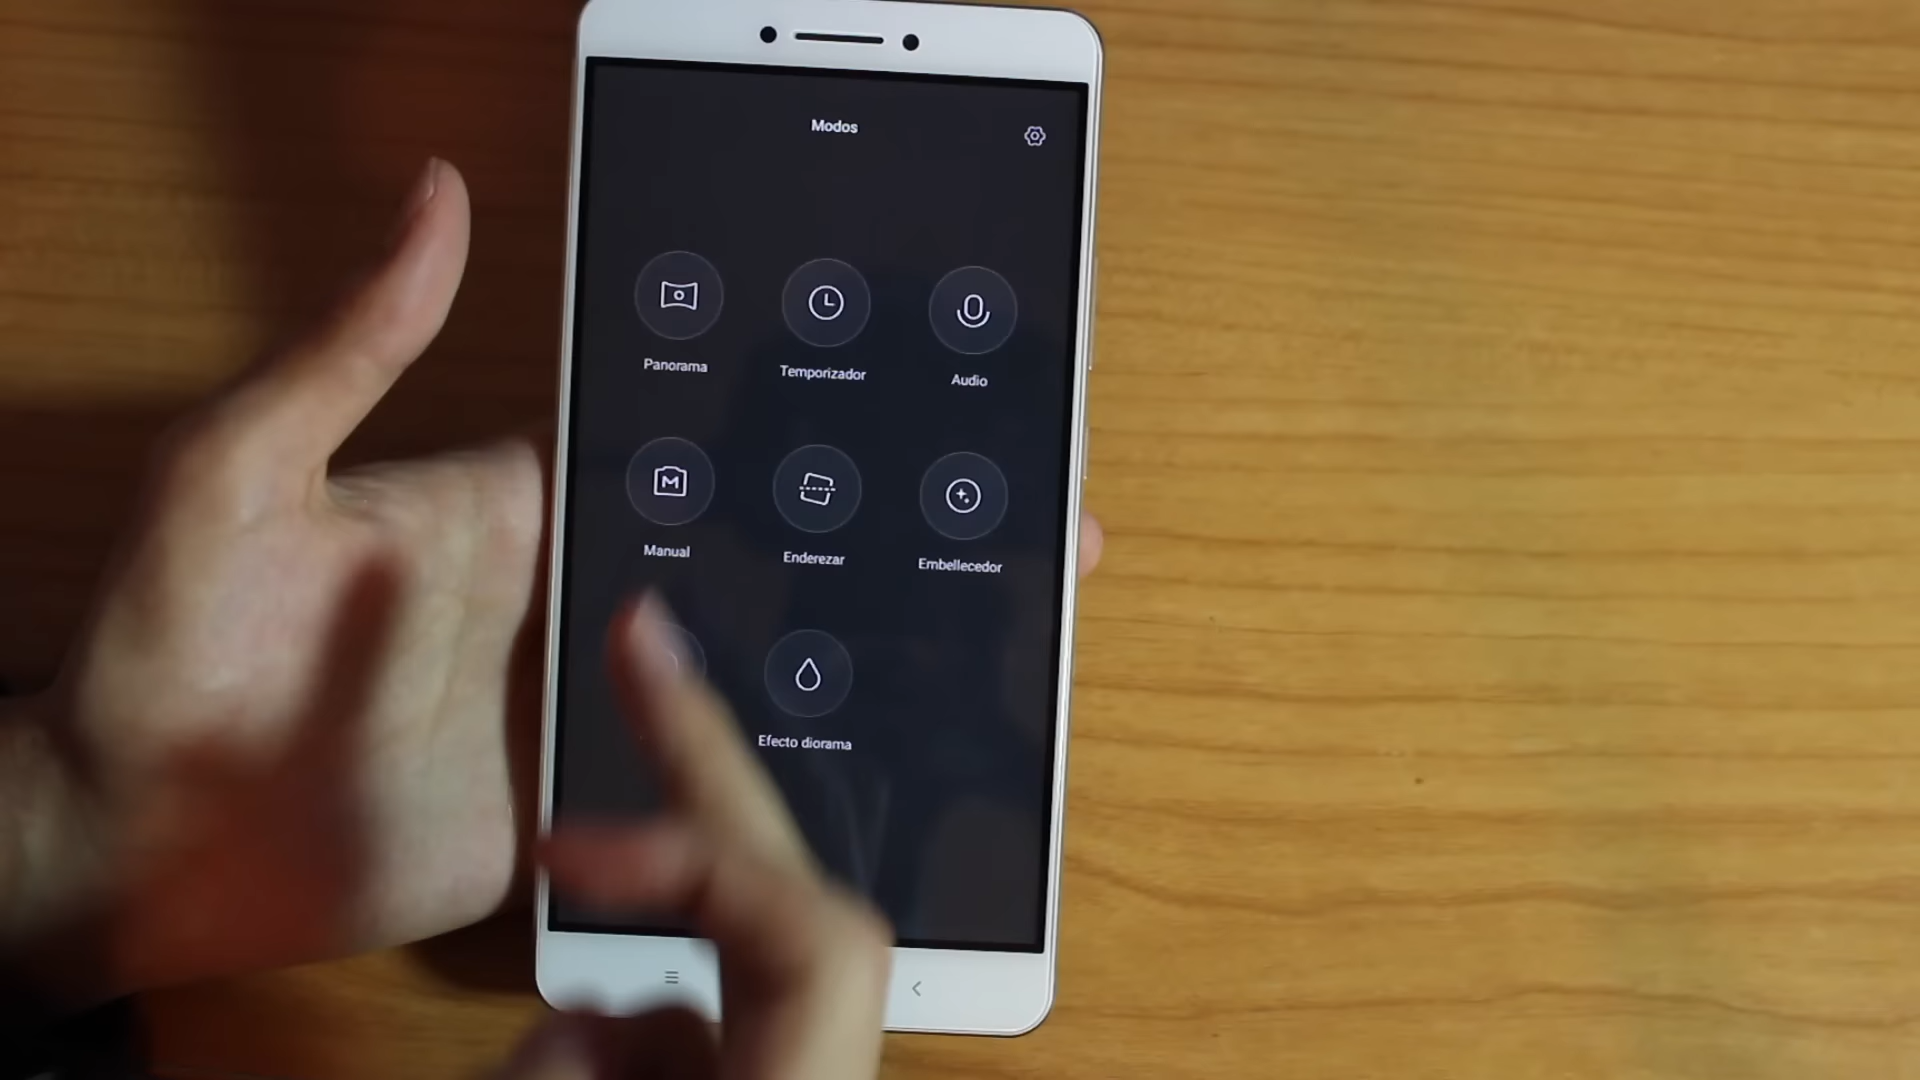 Modos
Panorama
Temporizador
Audio
Manual
Enderezar
Embellecedor
Efecto diorama